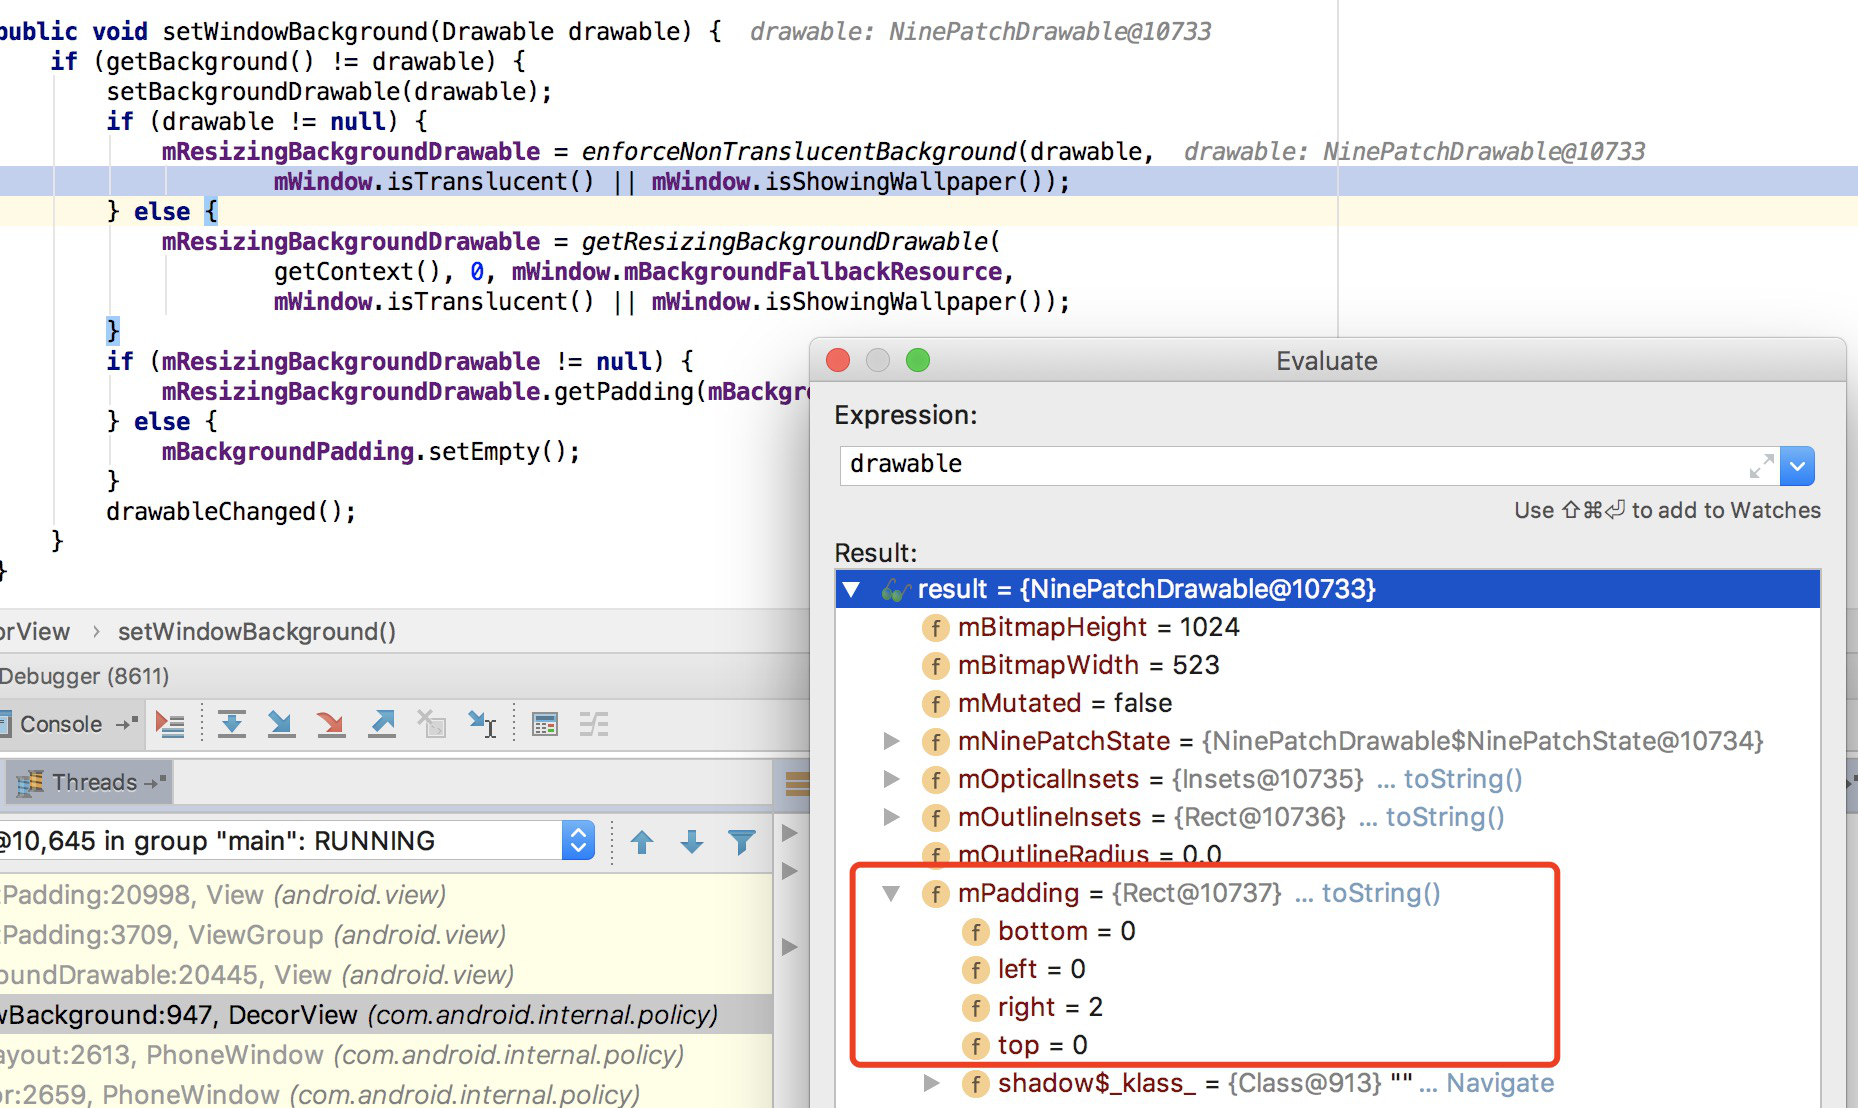 public void setWindowBackground(Drawable drawable) {  drawable: NinePatchDrawable@10733
if (getBackground() != drawable) {
setBackgroundDrawable(drawable);
if (drawable != null) {
mResizingBackgroundDrawable = enforceNonTranslucentBackground(drawable,  drawable: NinePatchDrawable@10733
mWindow.isTranslucent() || mWindow.isShowingWallpaper());
} else {
mResizingBackgroundDrawable = getResizingBackgroundDrawable(
getContext(), 0, mWindow.mBackgroundFallbackResource,
mWindow.isTranslucent() || mWindow.isShowingWallpaper());
}
if (mResizingBackgroundDrawable != null) {
mResizingBackgroundDrawable.getPadding(mBackgr
} else {
mBackgroundPadding.setEmpty();
}
drawableChanged();
}
}
orView › setWindowBackground()
Debugger (8611)
Console
Threads
@10,645 in group "main": RUNNING
tPadding:20998, View (android.view)
tPadding:3709, ViewGroup (android.view)
oundDrawable:20445, View (android.view)
wBackground:947, DecorView (com.android.internal.policy)
ayout:2613, PhoneWindow (com.android.internal.policy)
or:2659, PhoneWindow (com.android.internal.policy)
Evaluate
Expression:
drawable
Use ⇧⌘⏎ to add to Watches
Result:
result = {NinePatchDrawable@10733}
f mBitmapHeight = 1024
f mBitmapWidth = 523
f mMutated = false
f mNinePatchState = {NinePatchDrawable$NinePatchState@10734}
f mOpticalInsets = {Insets@10735} ... toString()
f mOutlineInsets = {Rect@10736} ... toString()
f mOutlineRadius = 0.0
f mPadding = {Rect@10737} ... toString()
f bottom = 0
f left = 0
f right = 2
f top = 0
f shadow$_klass_ = {Class@913} "" ... Navigate